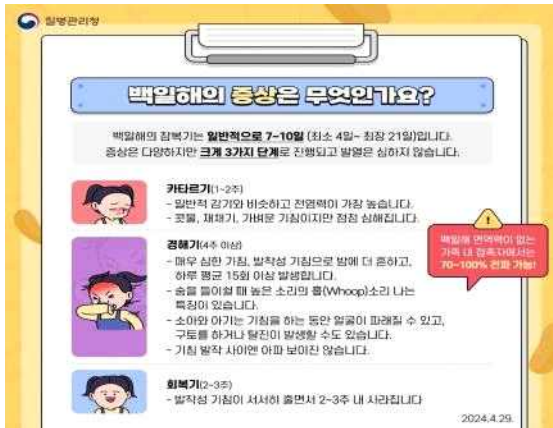 질병관리청
백일해의 증상은 무엇인가요?
백일해의 잠복기는 일반적으로 7~10일 (최소 4일~ 최장 21일)입니다.
증상은 다양하지만 크게 3가지 단계로 진행되고 발열은 심하지 않습니다.
카타르기(1~2주)
- 일반적 감기와 비슷하고 전염력이 가장 높습니다.
- 콧물, 재채기, 가벼운 기침이지만 점점 심해집니다.
경해기(4주 이상)
- 매우 심한 기침, 발작성 기침으로 밤에 더 흔하고,
하루 평균 15회 이상 발생합니다.
- 숨을 들이쉴 때 높은 소리의 흡(Whoop)소리 나는
특징이 있습니다.
- 소아와 아기는 기침을 하는 동안 얼굴이 파래질 수 있고,
구토를 하거나 탈진이 발생할 수도 있습니다.
- 기침 발작 사이엔 아파 보이진 않습니다.
백일해 면역력이 없는
가족 내 접촉자에서는
70~100% 전파 가능!
회복기(2~3주)
- 발작성 기침이 서서히 줄면서 2~3주 내 사라집니다
2024.4.29.